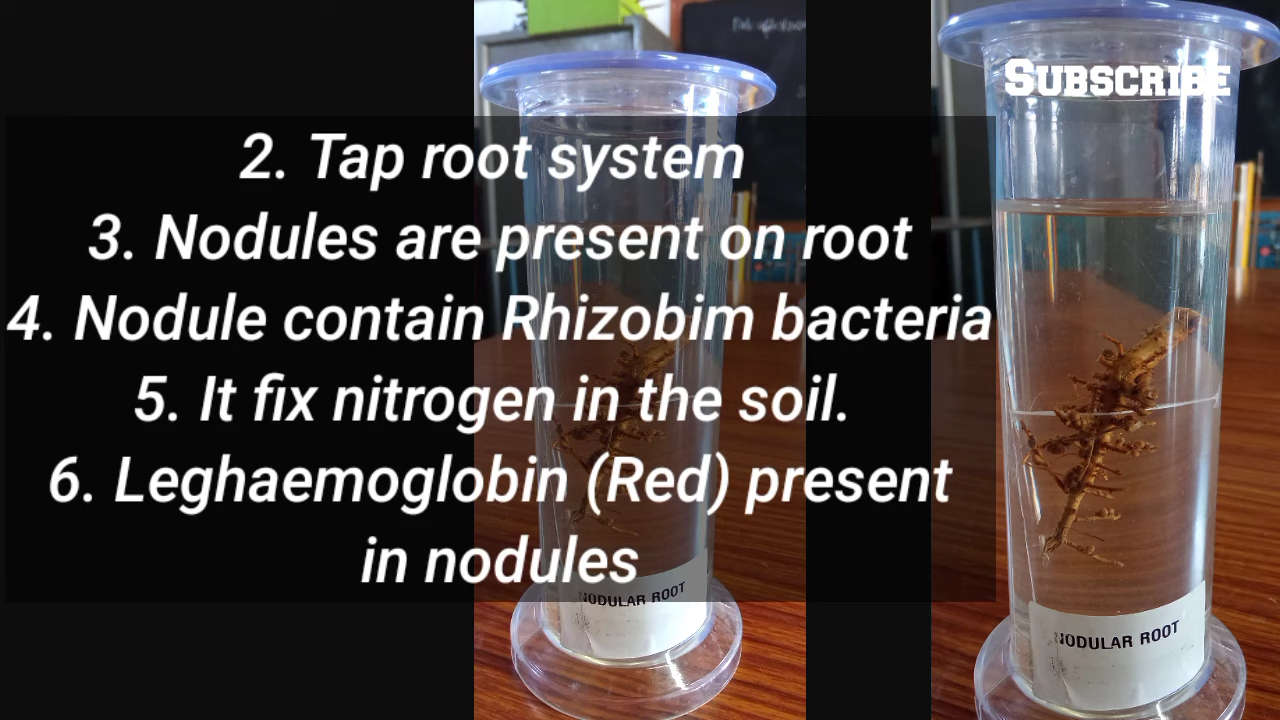 SUBSCRIBE
2. Tap root system
3. Nodules are present on root
4. Nodule contain Rhizobim bacteria
5. It fix nitrogen in the soil.
6. Leghaemoglobin (Red) present
in nodules
NODULAR ROOT
NODULAR ROOT